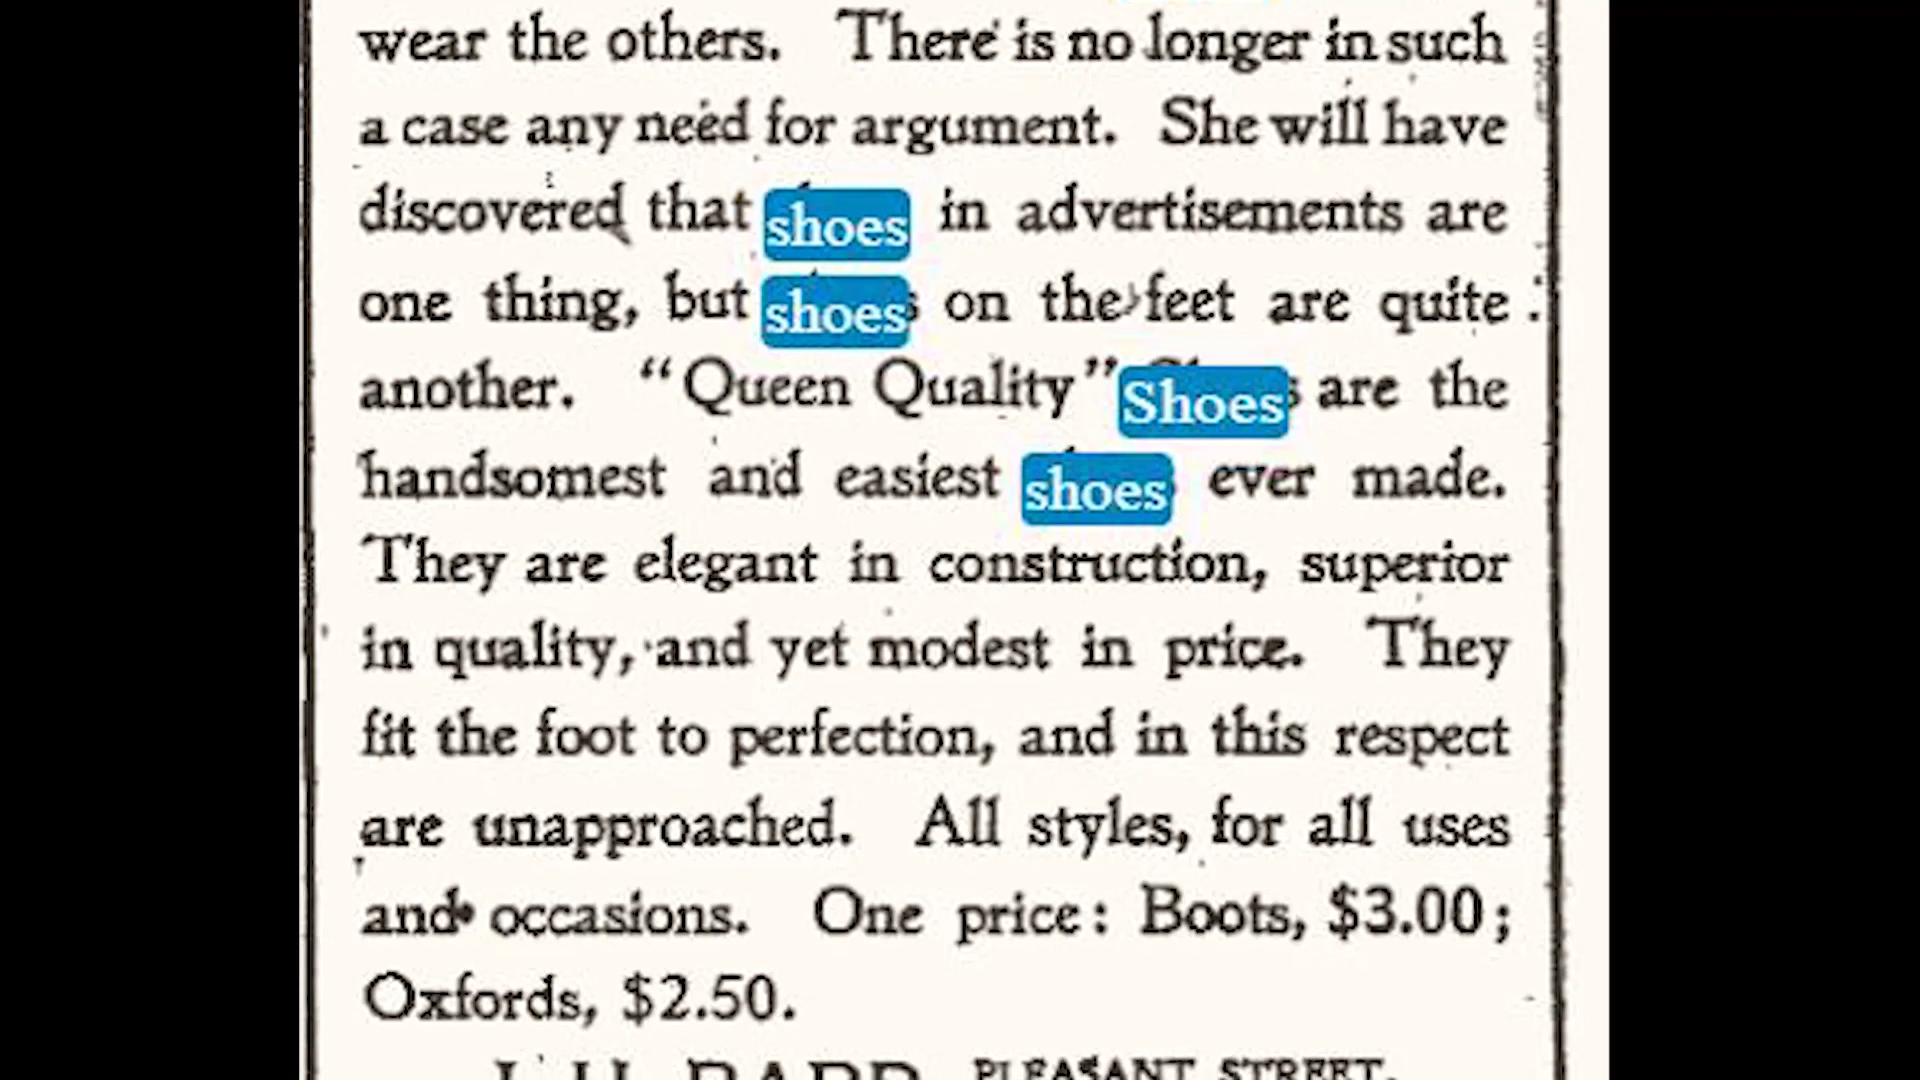 wear the others. There is no longer in such
a case any need for argument. She will have
discovered that shoes in advertisements are
one thing, but shoes on the feet are quite
another. "Queen Quality" Shoes are the
handsomest and easiest shoes ever made.
They are elegant in construction, superior
in quality, and yet modest in price. They
fit the foot to perfection, and in this respect
are unapproached. All styles, for all uses
and occasions. One price: Boots, $3.00;
Oxfords, $2.50.
PLEASANT STREET.